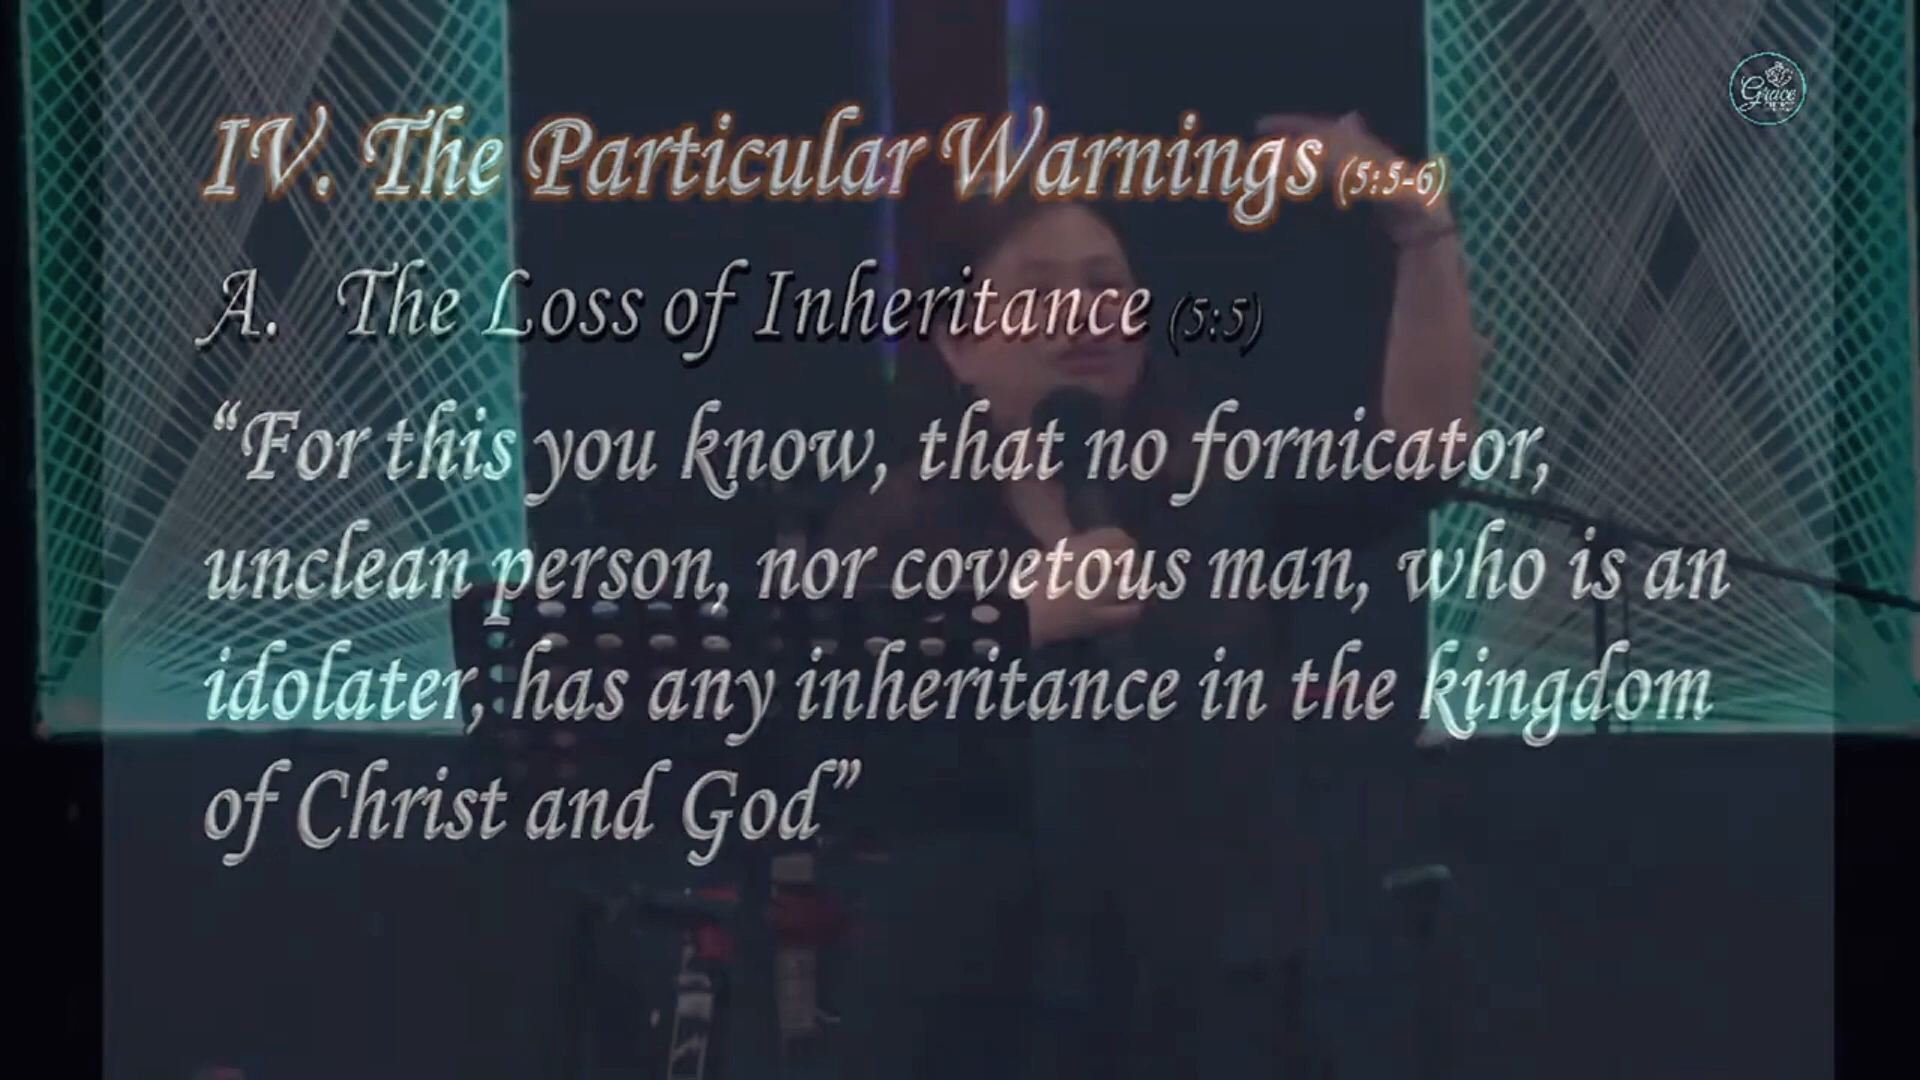 Grace
IV. The Particular Warnings (5:5-6)
A. The Loss of Inheritance (5:5)
“For this you know, that no fornicator,
unclean person, nor covetous man, who is an
idolater, has any inheritance in the kingdom
of Christ and God”